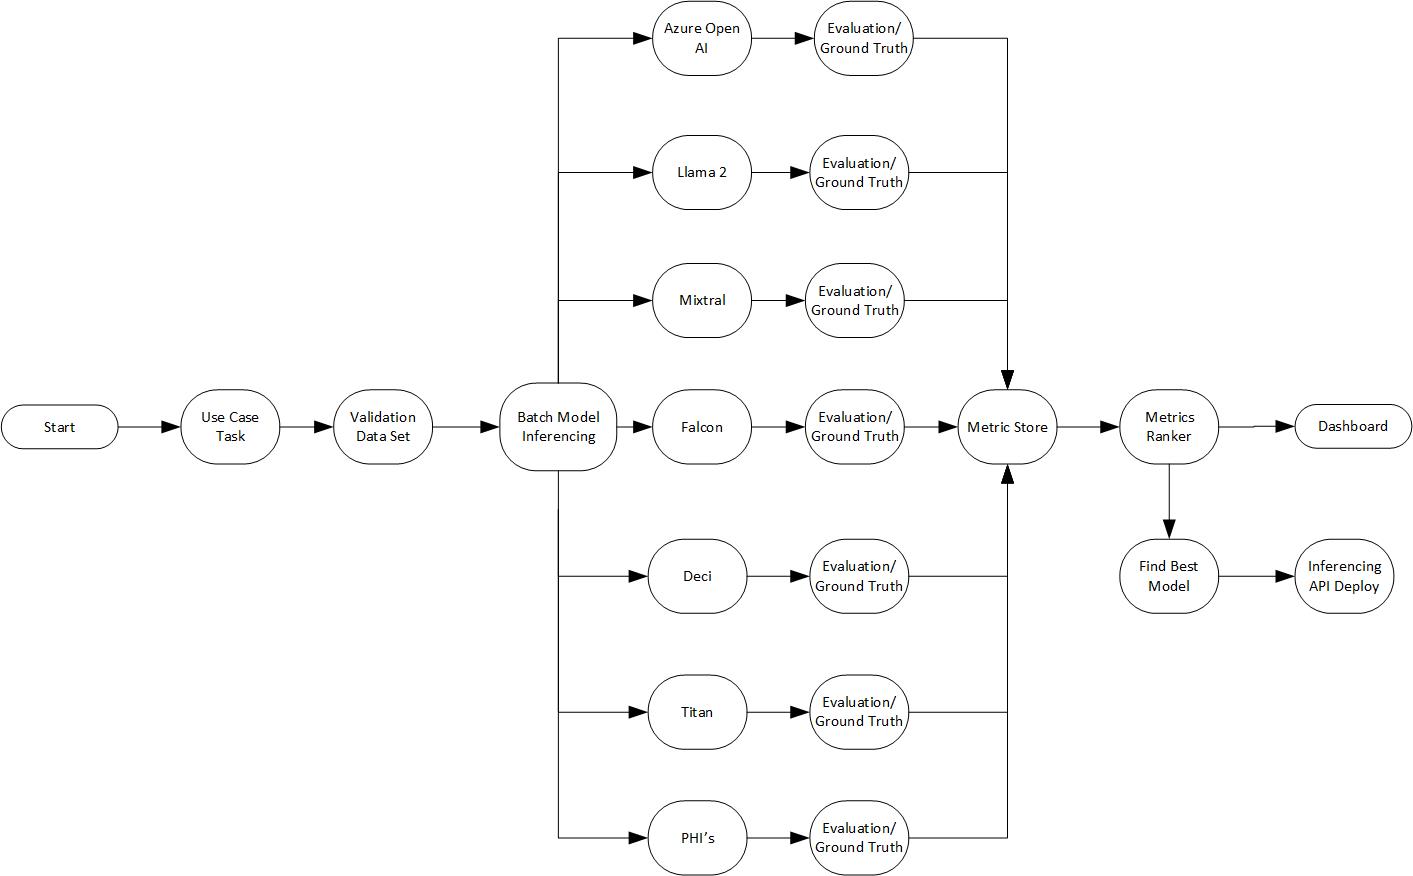 Azure Open
AI
Evaluation/
Ground Truth
Llama 2
Evaluation/
Ground Truth
Mixtral
Evaluation/
Ground Truth
Start
Use Case
Task
Validation
Data Set
Batch Model
Inferencing
Falcon
Evaluation/
Ground Truth
Metric Store
Metrics
Ranker
Dashboard
Deci
Evaluation/
Ground Truth
Find Best
Model
Inferencing
API Deploy
Titan
Evaluation/
Ground Truth
PHI’s
Evaluation/
Ground Truth